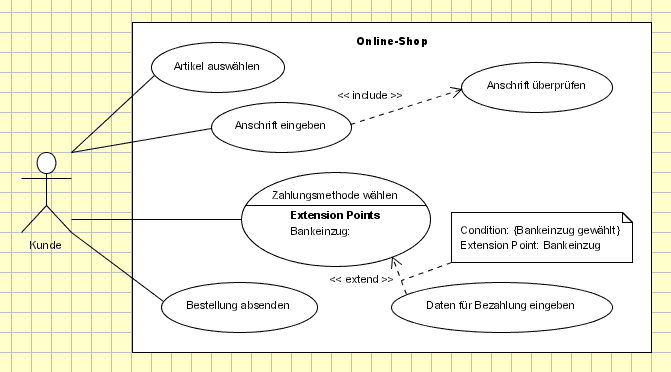 Online-Shop
Artikel auswählen
Anschrift überprüfen
<< include >>
Anschrift eingeben
Zahlungsmethode wählen
Extension Points
Bankeinzug:
Condition: {Bankeinzug gewählt}
Extension Point: Bankeinzug
Kunde
<< extend >>
Bestellung absenden
Daten für Bezahlung eingeben